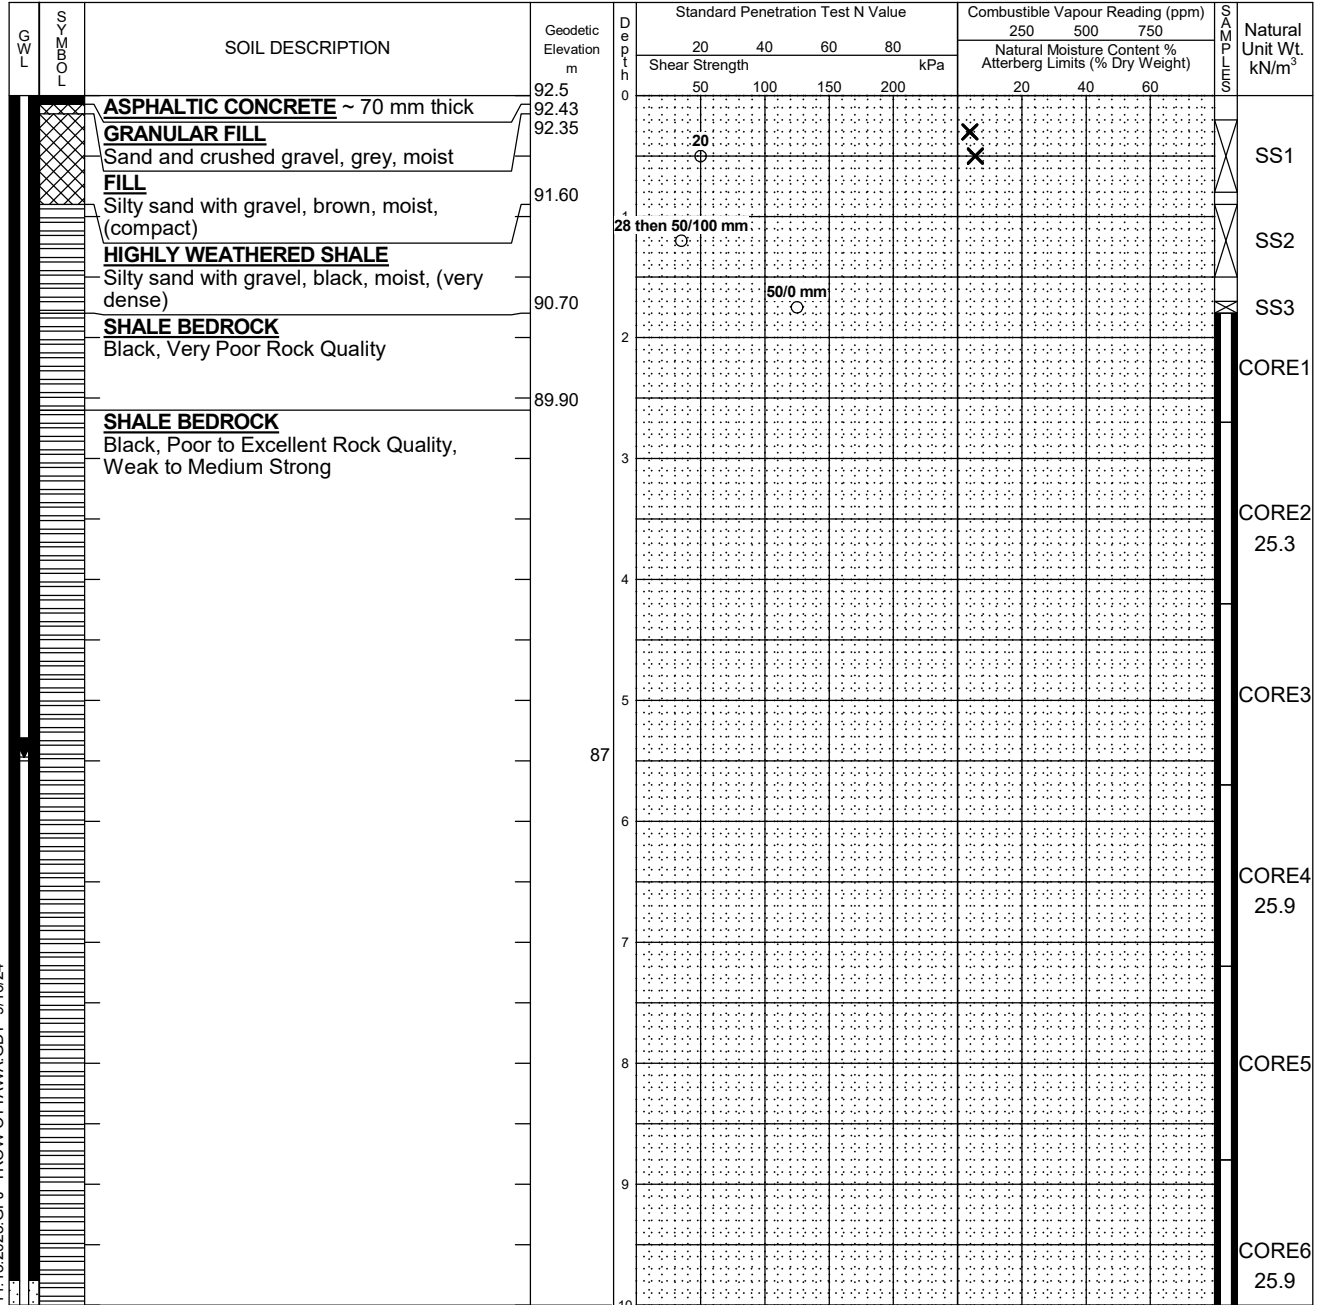 GWL
SYMBOL
SOIL DESCRIPTION
Geodetic
Elevation
m
Depth
Standard Penetration Test N Value
20 40 60 80
Shear Strength kPa
50 100 150 200
Combustible Vapour Reading (ppm)
250 500 750
Natural Moisture Content %
Atterberg Limits (% Dry Weight)
20 40 60
SAMPLES
Natural
Unit Wt.
kN/m³
92.5
0
ASPHALTIC CONCRETE ~ 70 mm thick
92.43
GRANULAR FILL
92.35
Sand and crushed gravel, grey, moist
20
SS1
FILL
91.60
Silty sand with gravel, brown, moist,
(compact)
1
28 then 50/100 mm
SS2
HIGHLY WEATHERED SHALE
Silty sand with gravel, black, moist, (very
dense)
90.70
50/0 mm
SS3
SHALE BEDROCK
Black, Very Poor Rock Quality
2
CORE1
89.90
SHALE BEDROCK
Black, Poor to Excellent Rock Quality,
Weak to Medium Strong
3
CORE2
25.3
4
CORE3
5
87
6
CORE4
25.9
7
CORE5
8
9
CORE6
25.9
10